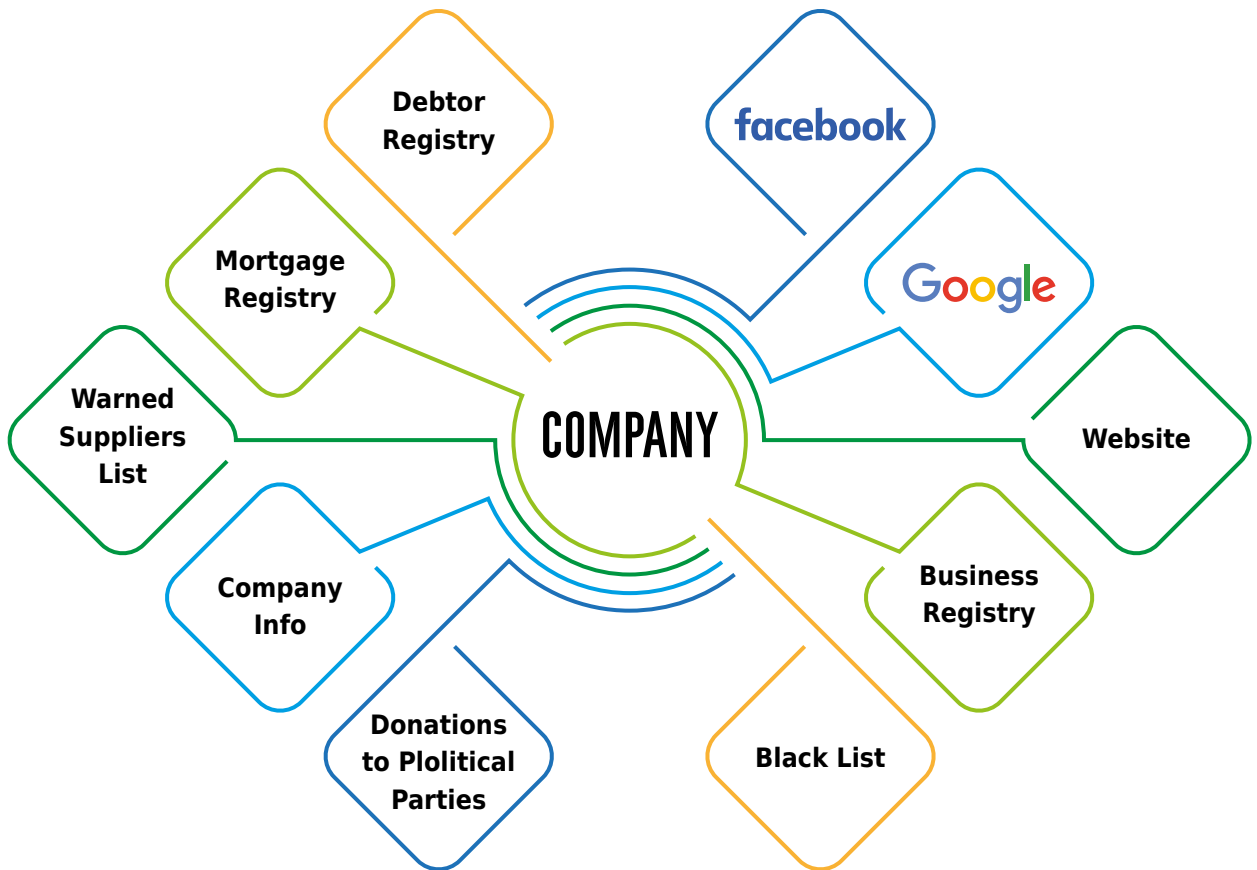 Debtor
Registry
facebook
Mortgage
Registry
Google
Warned
Suppliers
List
COMPANY
Website
Company
Info
Business
Registry
Donations
to Plolitical
Parties
Black List